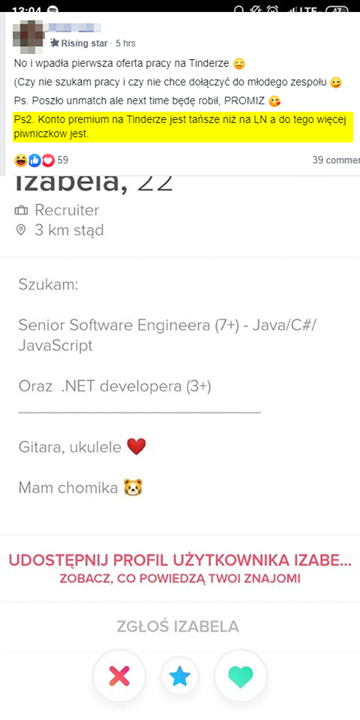 13:04 LTE 47
Rising star · 5 hrs
No i wpadła pierwsza oferta pracy na Tinderze 😑
(Czy nie szukam pracy i czy nie chce dołączyć do młodego zespołu 😉
Ps. Poszło unmatch ale next time będę robił, PROMIZ 😋
Ps2. Konto premium na Tinderze jest tańsze niż na LN a do tego więcej
piwniczkow jest.
59
39 commen
Izabela, 22
Recruiter
3 km stąd
Szukam:
Senior Software Engineera (7+) - Java/C#/
JavaScript
Oraz .NET developera (3+)
Gitara, ukulele ❤️
Mam chomika 🐹
UDOSTĘPNIJ PROFIL UŻYTKOWNIKA IZABE...
ZOBACZ, CO POWIEDZĄ TWOI ZNAJOMI
ZGŁOŚ IZABELA